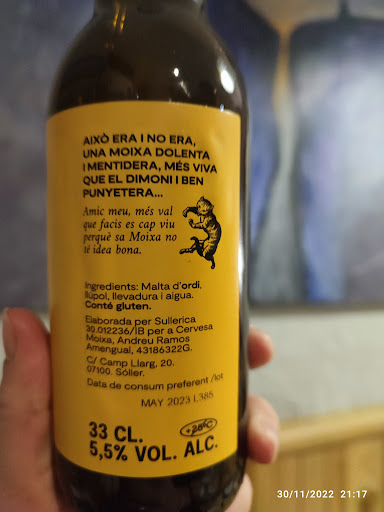 AIXÒ ERA I NO ERA,
UNA MOIXA DOLENTA
I MENTIDERA, MÉS VIVA
QUE EL DIMONI I BEN
PUNYETERA...
Amic meu, més val
que facis es cap viu
perquè sa Moixa no
té idea bona.
Ingredients: Malta d'ordi,
llúpol, llevadura i aigua.
Conté gluten.
Elaborada per Sullerica
30.012236/IB per a Cervesa
Moixa, Andreu Ramos
Amengual, 43186322G.
C/ Camp Llarg, 20.
07100. Sóller.
Data de consum preferent /lot
MAY 2023 L385
33 CL.
5,5% VOL. ALC.
30/11/2022 21:17